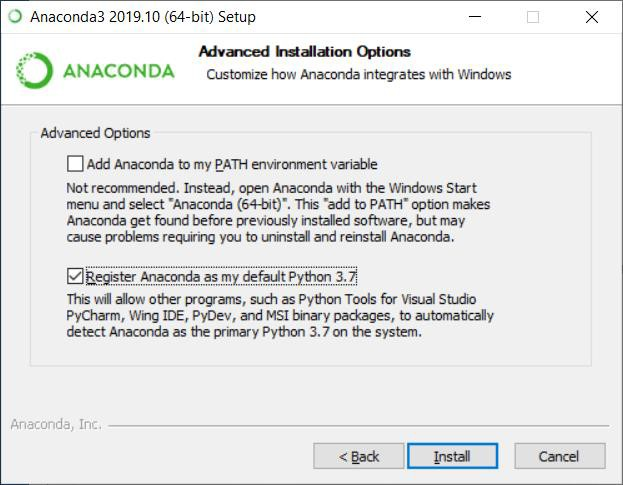 Anaconda3 2019.10 (64-bit) Setup
ANACONDA
Advanced Installation Options
Customize how Anaconda integrates with Windows
Advanced Options
Add Anaconda to my PATH environment variable
Not recommended. Instead, open Anaconda with the Windows Start
menu and select "Anaconda (64-bit)". This "add to PATH" option makes
Anaconda get found before previously installed software, but may
cause problems requiring you to uninstall and reinstall Anaconda.
Register Anaconda as my default Python 3.7
This will allow other programs, such as Python Tools for Visual Studio
PyCharm, Wing IDE, PyDev, and MSI binary packages, to automatically
detect Anaconda as the primary Python 3.7 on the system.
Anaconda, Inc.
< Back
Install
Cancel